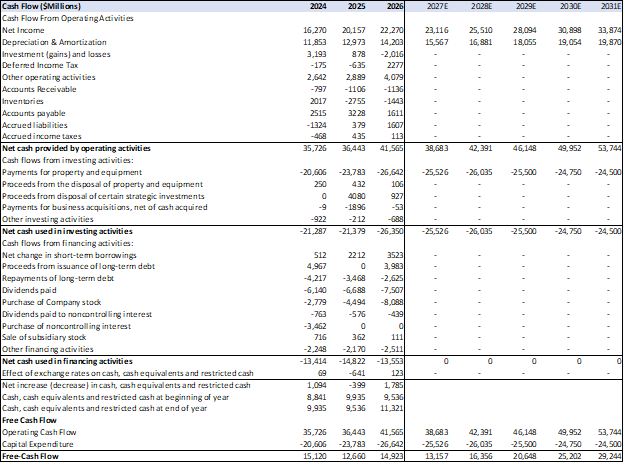 Cash Flow ($Millions) 2024 2025 2026 2027E 2028E 2029E 2030E 2031E
Cash Flow From Operating Activities
Net Income 16,270 20,157 22,270 23,116 25,510 28,094 30,898 33,874
Depreciation & Amortization 11,853 12,973 14,203 15,567 16,881 18,055 19,054 19,870
Investment (gains) and losses 3,193 878 -2,016 - - - - -
Deferred Income Tax -175 -635 2277 - - - - -
Other operating activities 2,642 2,889 4,079 - - - - -
Accounts Receivable -797 -1106 -1136 - - - - -
Inventories 2017 -2755 -1443 - - - - -
Accounts payable 2515 3228 1611 - - - - -
Accrued liabilities -1324 379 1607 - - - - -
Accrued income taxes -468 435 113 - - - - -
Net cash provided by operating activities 35,726 36,443 41,565 38,683 42,391 46,148 49,952 53,744
Cash flows from investing activities:
Payments for property and equipment -20,606 -23,783 -26,642 -25,526 -26,035 -25,500 -24,750 -24,500
Proceeds from the disposal of property and equipment 250 432 106 - - - - -
Proceeds from disposal of certain strategic investments 0 4080 927 - - - - -
Payments for business acquisitions, net of cash acquired -9 -1896 -53 - - - - -
Other investing activities -922 -212 -688 - - - - -
Net cash used in investing activities -21,287 -21,379 -26,350 -25,526 -26,035 -25,500 -24,750 -24,500
Cash flows from financing activities:
Net change in short-term borrowings 512 2212 3523 - - - - -
Proceeds from issuance of long-term debt 4,967 0 3,983 - - - - -
Repayments of long-term debt -4,217 -3,468 -2,625 - - - - -
Dividends paid -6,140 -6,688 -7,507 - - - - -
Purchase of Company stock -2,779 -4,494 -8,088 - - - - -
Dividends paid to noncontrolling interest -763 -576 -439 - - - - -
Purchase of noncontrolling interest -3,462 0 0 - - - - -
Sale of subsidiary stock 716 362 111 - - - - -
Other financing activities -2,248 -2,170 -2,511 - - - - -
Net cash used in financing activities -13,414 -14,822 -13,553 0 0 0 0 0
Effect of exchange rates on cash, cash equivalents and restricted cash 69 -641 123 - - - - -
Net increase (decrease) in cash, cash equivalents and restricted cash 1,094 -399 1,785
Cash, cash equivalents and restricted cash at beginning of year 8,841 9,935 9,536
Cash, cash equivalents and restricted cash at end of year 9,935 9,536 11,321
Free Cash Flow
Operating Cash Flow 35,726 36,443 41,565 38,683 42,391 46,148 49,952 53,744
Capital Expenditure -20,606 -23,783 -26,642 -25,526 -26,035 -25,500 -24,750 -24,500
Free-Cash Flow 15,120 12,660 14,923 13,157 16,356 20,648 25,202 29,244